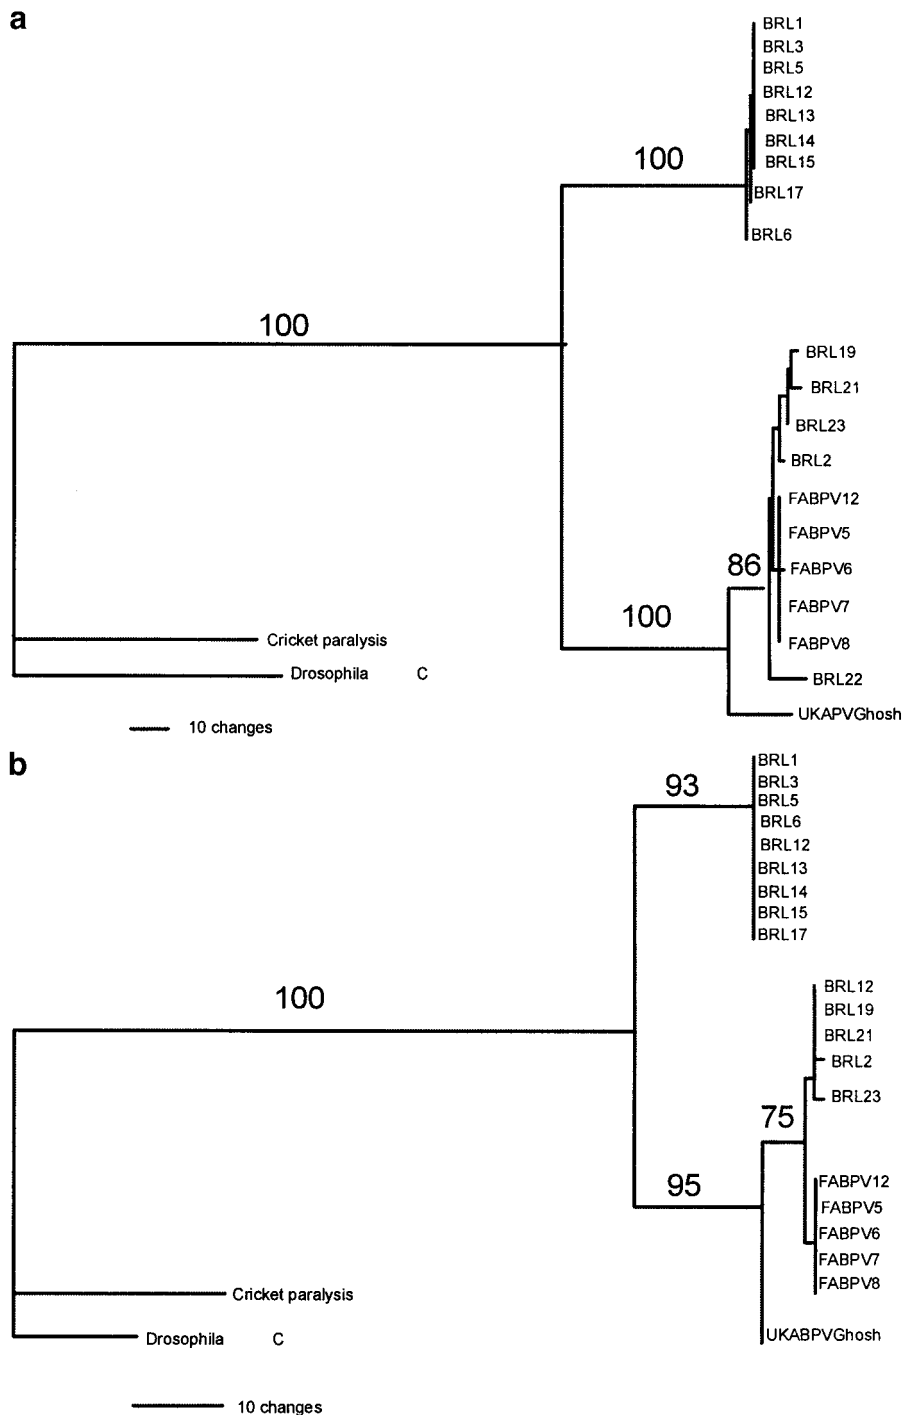 a
BRL1
BRL3
BRL5
BRL12
BRL13
BRL14
BRL15
BRL17
BRL6
100
100
BRL19
BRL21
BRL23
BRL2
FABPV12
FABPV5
FABPV6
FABPV7
FABPV8
BRL22
UKAPVGhosh
86
100
Cricket paralysis
Drosophila C
10 changes
b
BRL1
BRL3
BRL5
BRL6
BRL12
BRL13
BRL14
BRL15
BRL17
93
100
BRL12
BRL19
BRL21
BRL2
BRL23
75
95
FABPV12
FABPV5
FABPV6
FABPV7
FABPV8
UKABPVGhosh
Cricket paralysis
Drosophila C
10 changes